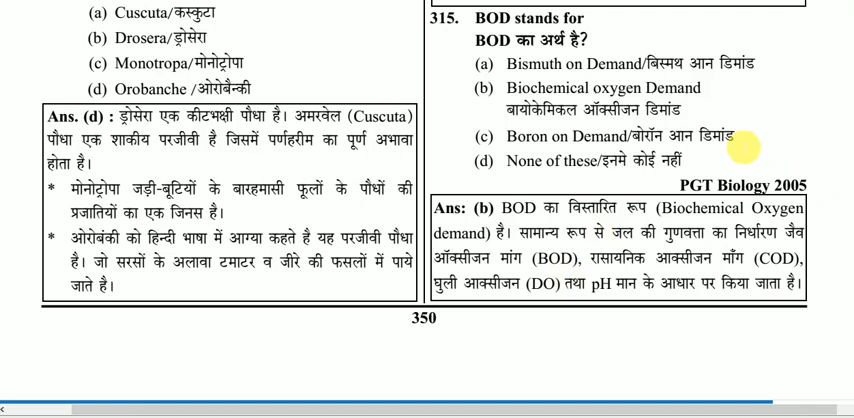 (a) Cuscuta/कस्कुटा
(b) Drosera/ड्रोसेरा
(c) Monotropa/मोनोट्रोपा
(d) Orobanche /ओरोबैन्की
Ans. (d) : ड्रोसेरा एक कीटभक्षी पौधा है। अमरवेल (Cuscuta)
पौधा एक शाकीय परजीवी है जिसमें पर्णहरीम का पूर्ण अभावा
होता है।
* मोनोट्रोपा जड़ी-बूटियों के बारहमासी फूलों के पौधों की
प्रजातियों का एक जिनस है।
* ओरोबंकी को हिन्दी भाषा में आग्या कहते है यह परजीवी पौधा
है। जो सरसों के अलावा टमाटर व जीरे की फसलों में पाये
जाते है।
315. BOD stands for
BOD का अर्थ है?
(a) Bismuth on Demand/बिस्मथ आन डिमांड
(b) Biochemical oxygen Demand
बायोकेमिकल ऑक्सीजन डिमांड
(c) Boron on Demand/बोरॉन आन डिमांड
(d) None of these/इनमे कोई नहीं
PGT Biology 2005
Ans: (b) BOD का विस्तारित रूप (Biochemical Oxygen
demand) है। सामान्य रूप से जल की गुणवत्ता का निर्धारण जैव
ऑक्सीजन मांग (BOD), रासायनिक आक्सीजन माँग (COD),
घुली आक्सीजन (DO) तथा pH मान के आधार पर किया जाता है।
350